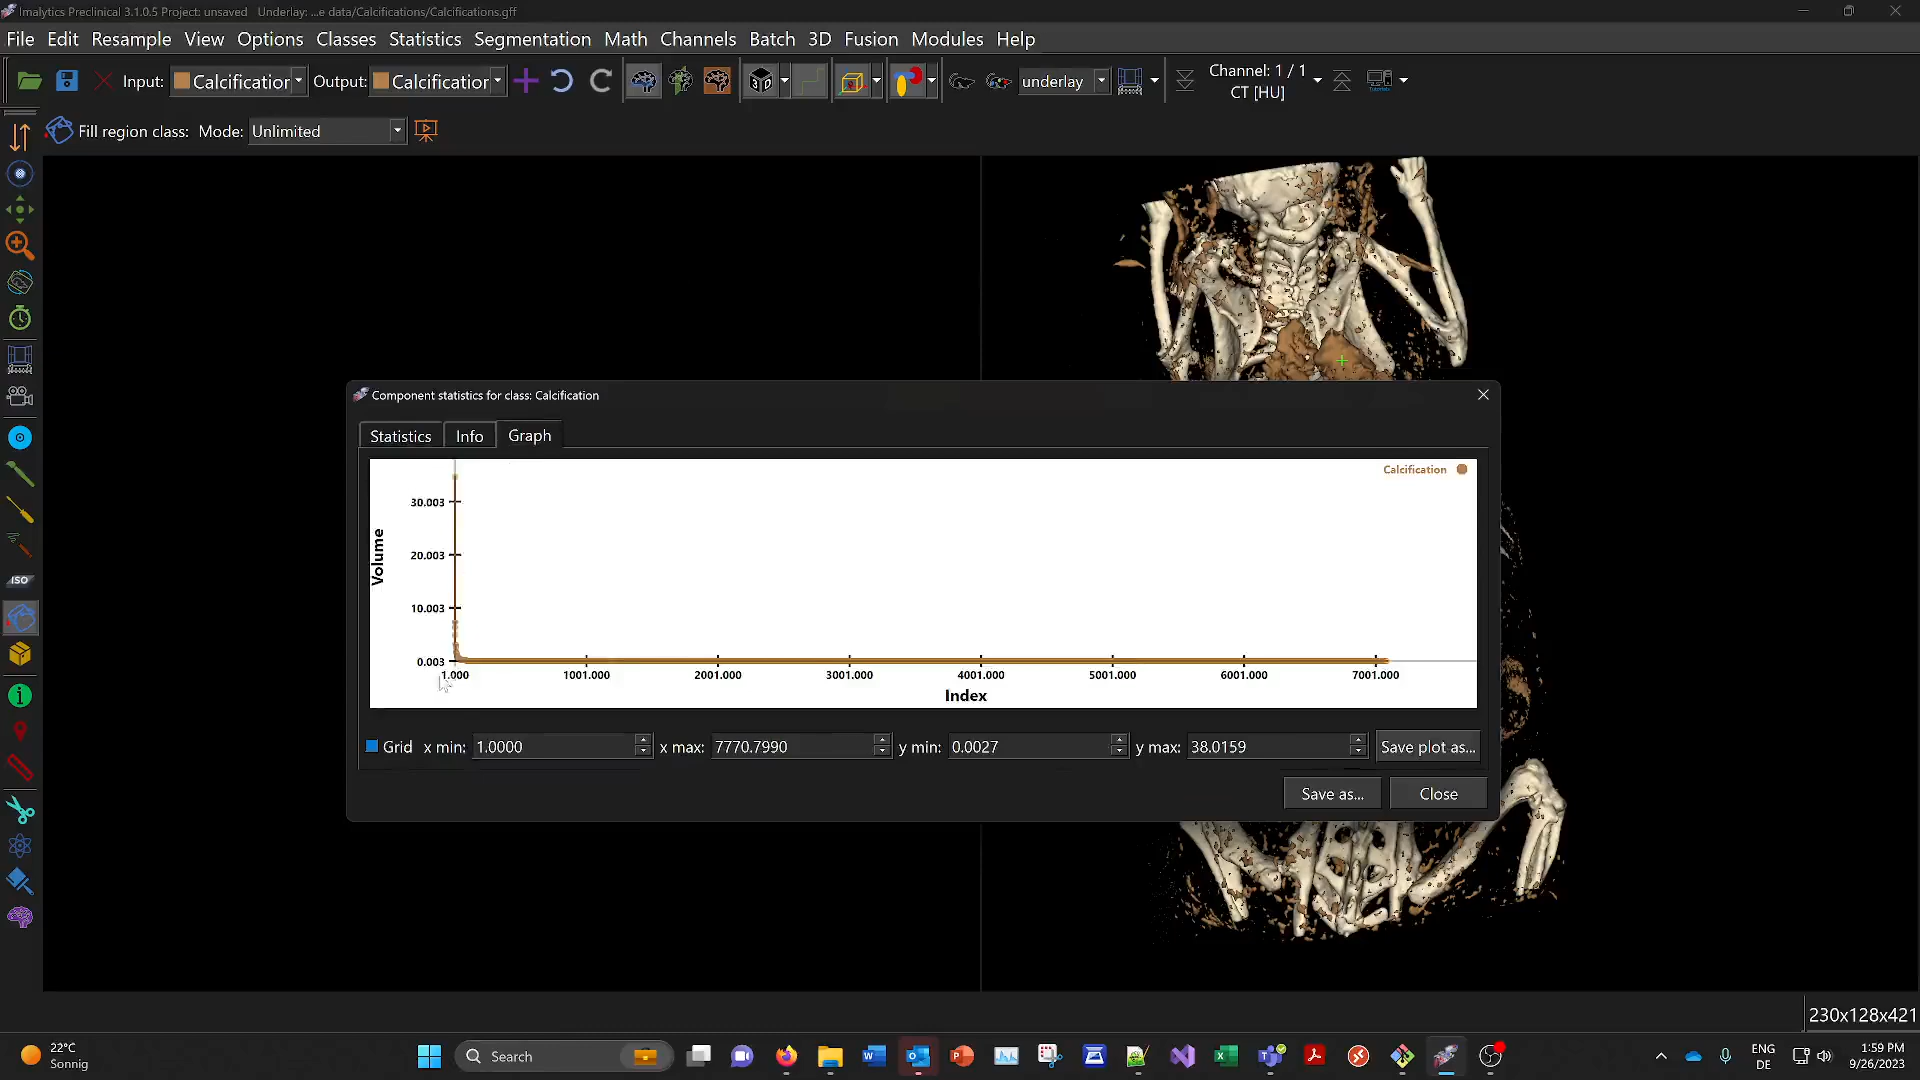 Imalytics Preclinical 3.1.0.5 Project: unsaved   Underlay: ...e data/Calcifications/Calcifications.gff
File Edit Resample View Options Classes Statistics Segmentation Math Channels Batch 3D Fusion Modules Help
Input: Calcification Output: Calcification underlay Channel: 1 / 1
CT [HU]
Fill region class: Mode: Unlimited
ISO
Component statistics for class: Calcification
Statistics Info Graph
Calcification
30.003
20.003
10.003
0.003
Volume
1.000 1001.000 2001.000 3001.000 4001.000 5001.000 6001.000 7001.000
Index
Grid x min: 1.0000 x max: 7770.7990 y min: 0.0027 y max: 38.0159 Save plot as...
Save as... Close
230x128x421
22°C
Sonnig
Search
ENG
DE
1:59 PM
9/26/2023